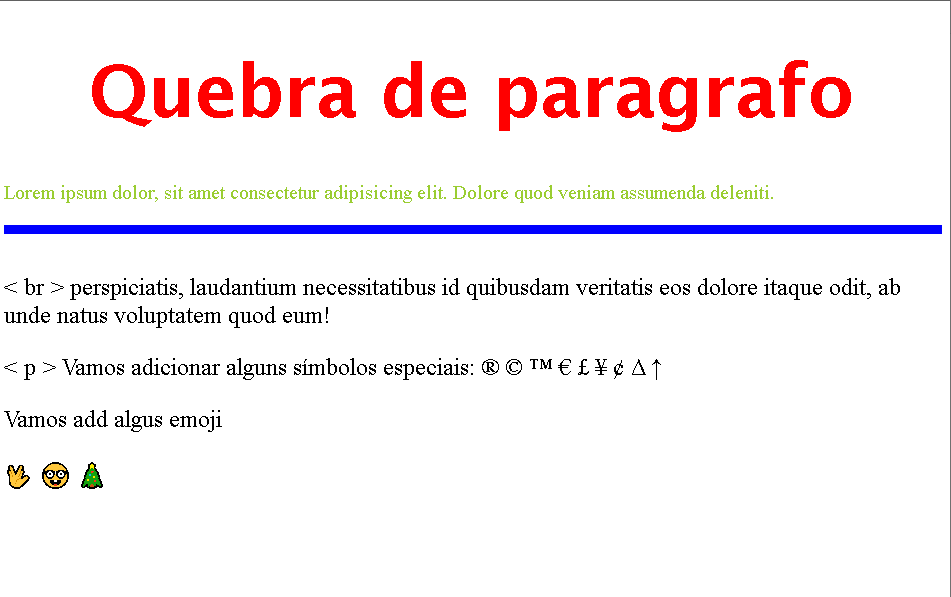 Quebra de paragrafo
Lorem ipsum dolor, sit amet consectetur adipisicing elit. Dolore quod veniam assumenda deleniti.
< br > perspiciatis, laudantium necessitatibus id quibusdam veritatis eos dolore itaque odit, ab
unde natus voluptatem quod eum!
< p > Vamos adicionar alguns símbolos especiais: ® © ™ € £ ¥ ¢ ∆ ↑
Vamos add algus emoji
🖖 🤓 🎄